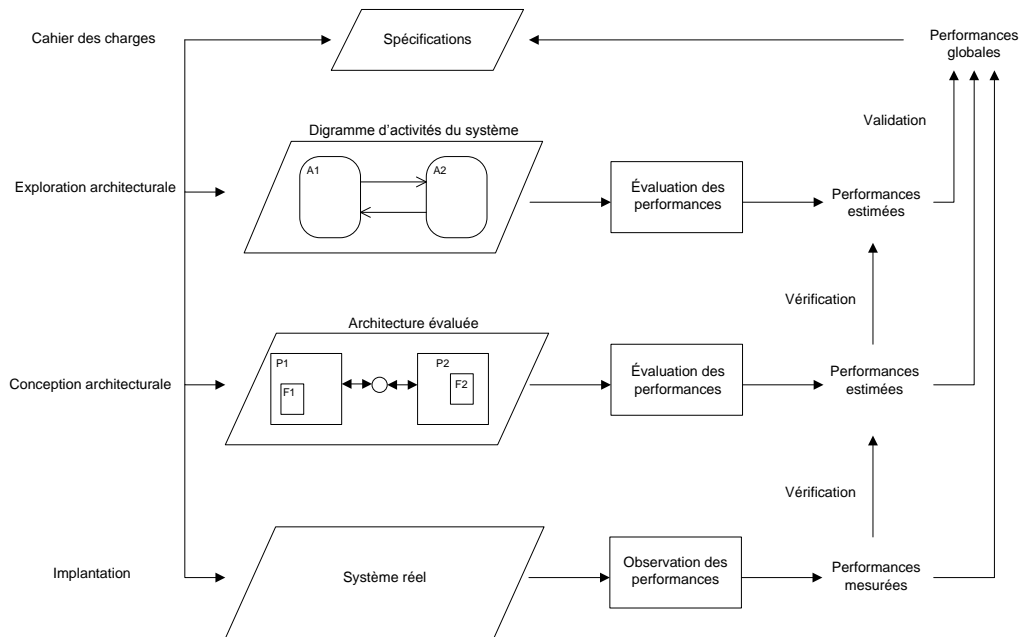 Cahier des charges
Spécifications
Performances
globales
Validation
Digramme d'activités du système
A1
A2
Exploration architecturale
Évaluation des
performances
Performances
estimées
Vérification
Architecture évaluée
P1
F1
P2
F2
Conception architecturale
Évaluation des
performances
Performances
estimées
Vérification
Implantation
Système réel
Observation des
performances
Performances
mesurées